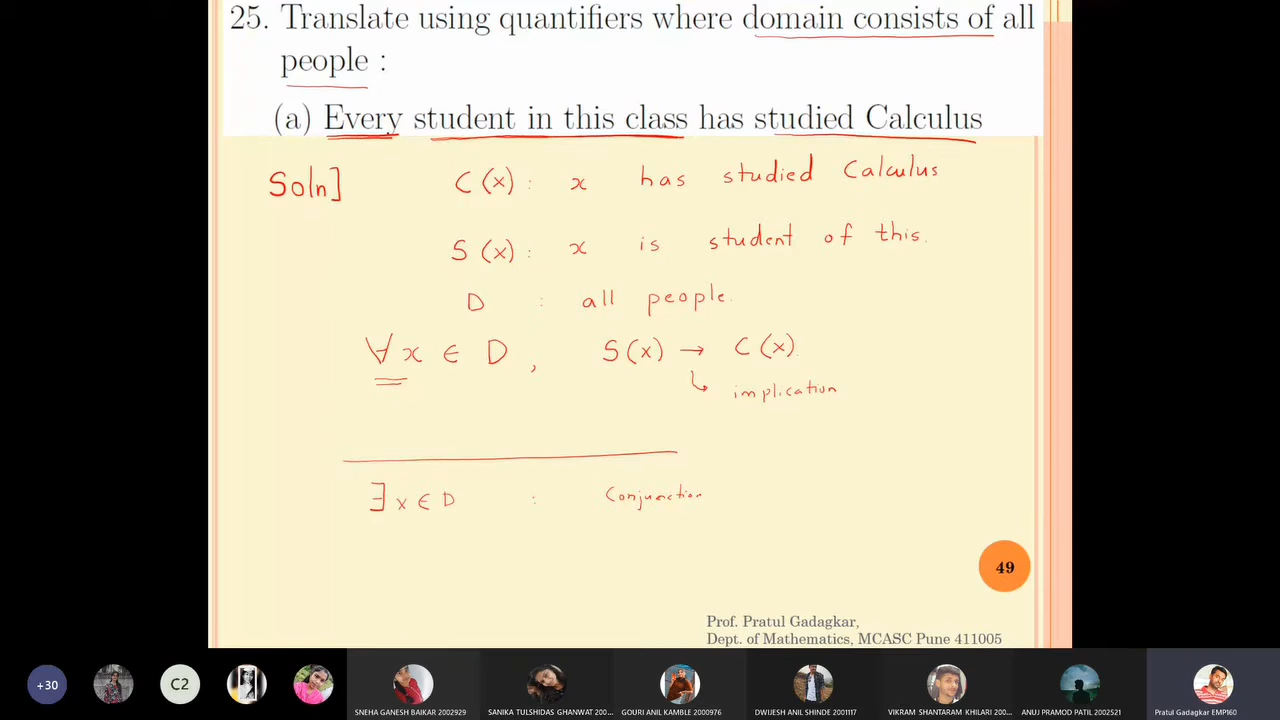 25. Translate using quantifiers where domain consists of all
people :
(a) Every student in this class has studied Calculus
Soln]
C(x) : x has studied Calculus
S(x) : x is student of this.
D : all people.
∀x ∈ D , S(x) → C(x).
↳ implication
∃x∈D : Conjunction
49
Prof. Pratul Gadagkar,
Dept. of Mathematics, MCASC Pune 411005
+30
C2
SNEHA GANESH BAIKAR 2002929
SANIKA TULSHIDAS GHANWAT 200...
GOURI ANIL KAMBLE 2000976
DWIJESH ANIL SHINDE 2001117
VIKRAM SHANTARAM KHILARI 200...
ANUJ PRAMOD PATIL 2002521
Pratul Gadagkar EMP160